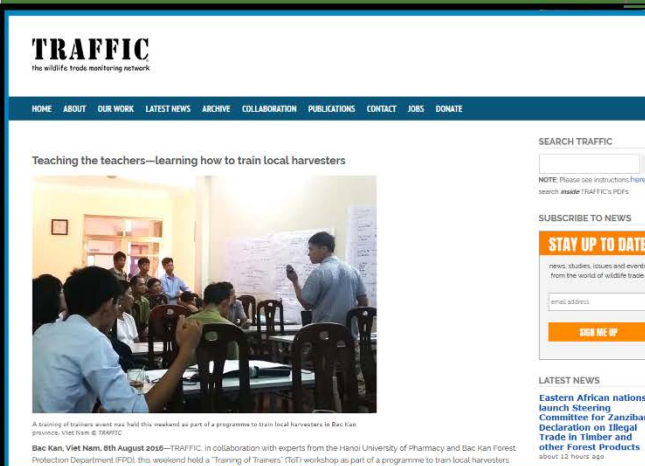 TRAFFIC
the wildlife trade monitoring network
HOME ABOUT OUR WORK LATEST NEWS ARCHIVE COLLABORATION PUBLICATIONS CONTACT JOBS DONATE
Teaching the teachers—learning how to train local harvesters
A training of trainers event was held this weekend as part of a programme to train local harvesters in Bac Kan
province, Viet Nam © TRAFFIC
Bac Kan, Viet Nam, 8th August 2016—TRAFFIC, in collaboration with experts from the Hanoi University of Pharmacy and Bac Kan Forest
Protection Department (FPD), this weekend held a "Training of Trainers" (ToT) workshop as part of a programme to train local harvesters
SEARCH TRAFFIC
NOTE: Please see instructions here
search inside TRAFFIC's PDFs
SUBSCRIBE TO NEWS
STAY UP TO DATE
news, studies, issues and events
from the world of wildlife trade
email address
SIGN ME UP
LATEST NEWS
Eastern African nations
launch Steering
Committee for Zanzibar
Declaration on Illegal
Trade in Timber and
other Forest Products
about 12 hours ago